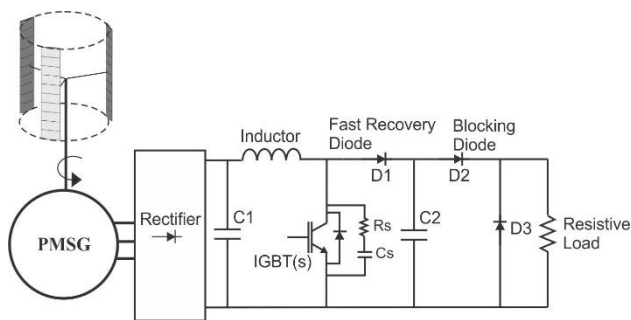 Fast Recovery
Diode
Blocking
Diode
Inductor
D1
D2
Rectifier
C1
Rs
C2
D3
Resistive
Load
PMSG
IGBT(s)
Cs